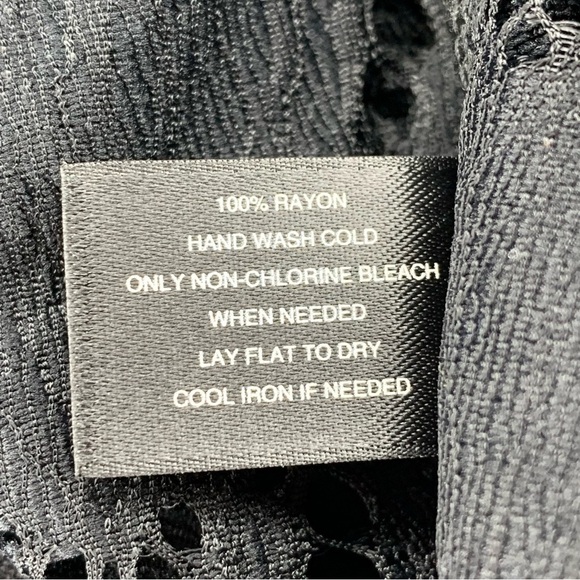 100% RAYON
HAND WASH COLD
ONLY NON-CHLORINE BLEACH
WHEN NEEDED
LAY FLAT TO DRY
COOL IRON IF NEEDED